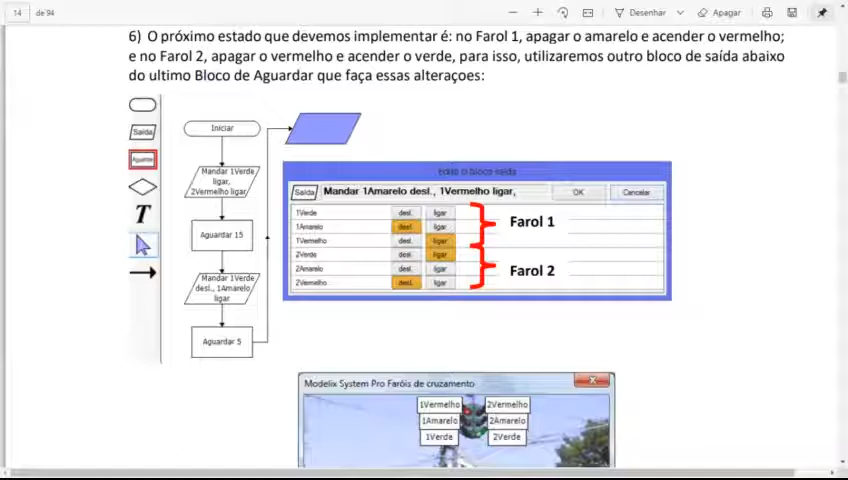 14 de 94
Desenhar
Apagar
6) O próximo estado que devemos implementar é: no Farol 1, apagar o amarelo e acender o vermelho;
e no Farol 2, apagar o vermelho e acender o verde, para isso, utilizaremos outro bloco de saída abaixo
do ultimo Bloco de Aguardar que faça essas alteraçoes:
Saída
Aguardar
T
Iniciar
Mandar 1Verde
ligar,
2Vermelho ligar,
Aguardar 15
Mandar 1Verde
desl., 1Amarelo
ligar
Aguardar 5
Edite o bloco saída
Saída Mandar 1Amarelo desl., 1Vermelho ligar, OK Cancelar
1Verde desl. ligar
1Amarelo desl. ligar
1Vermelho desl. ligar
2Verde desl. ligar
2Amarelo desl. ligar
2Vermelho desl. ligar
Farol 1
Farol 2
Modelix System Pro Faróis de cruzamento
1Vermelho 2Vermelho
1Amarelo 2Amarelo
1Verde 2Verde